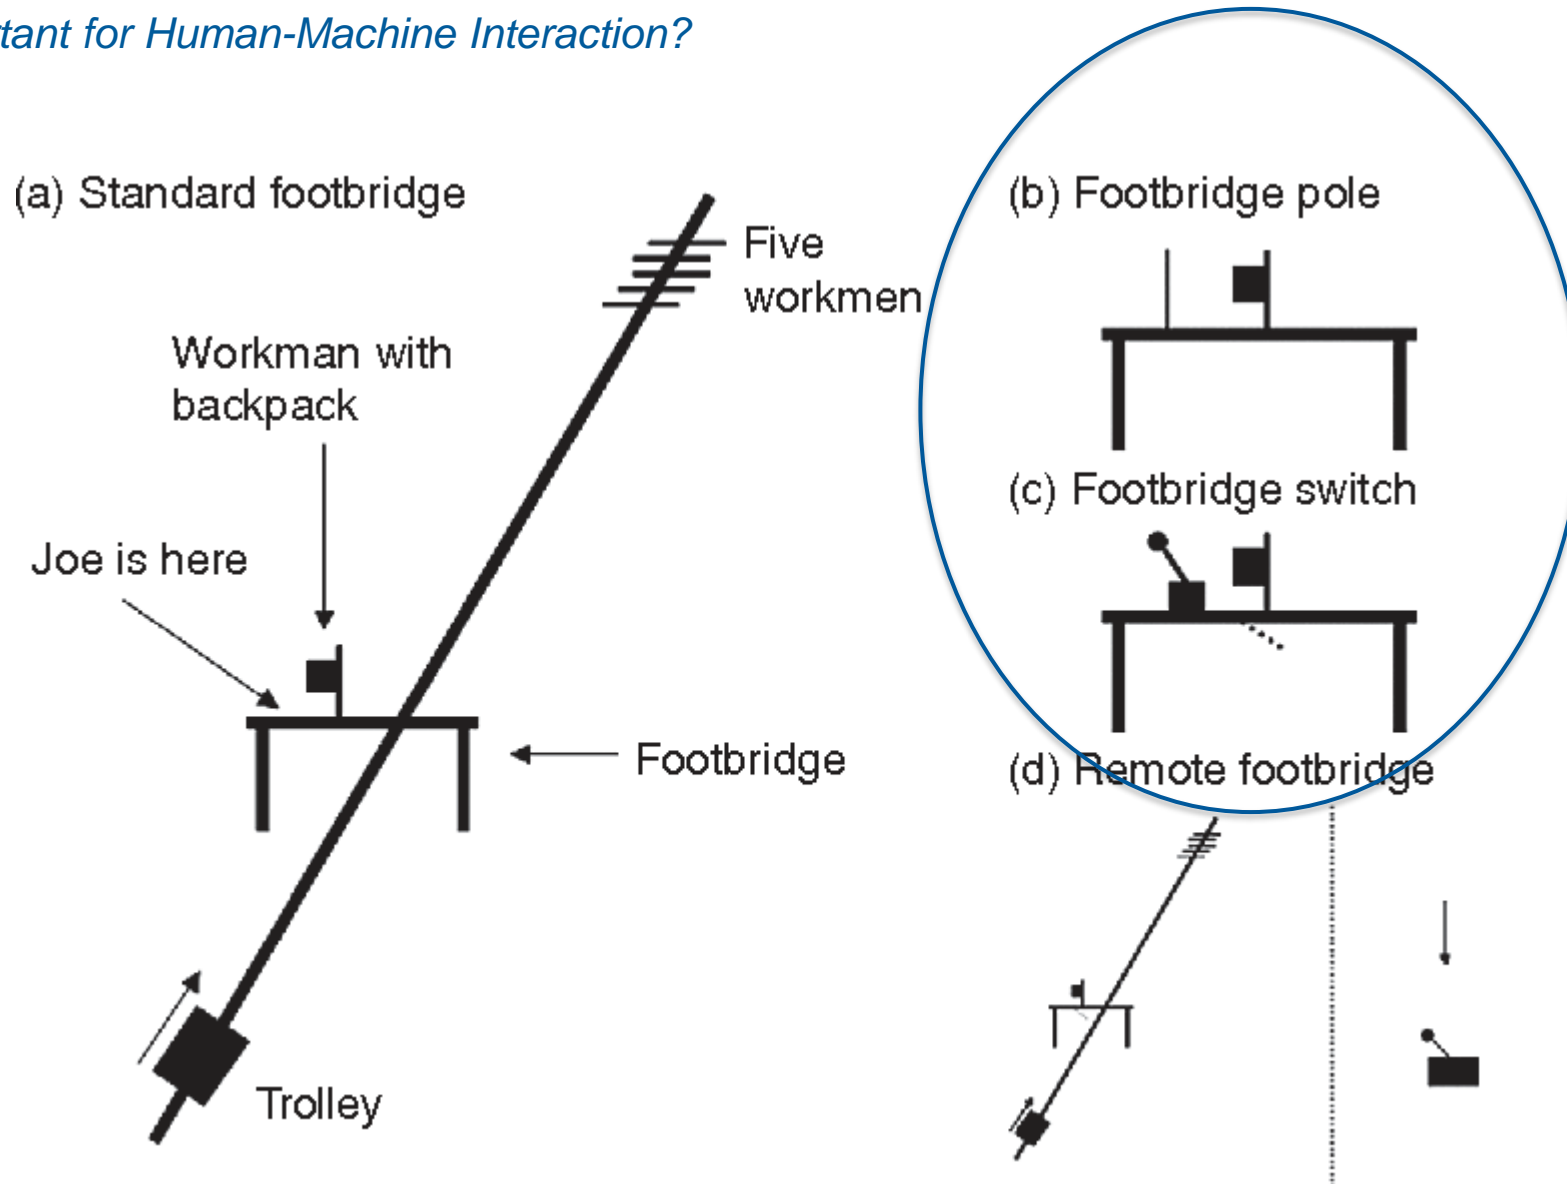 tant for Human-Machine Interaction?
(a) Standard footbridge
Five
workmen
Workman with
backpack
Joe is here
Footbridge
Trolley
(b) Footbridge pole
(c) Footbridge switch
(d) Remote footbridge